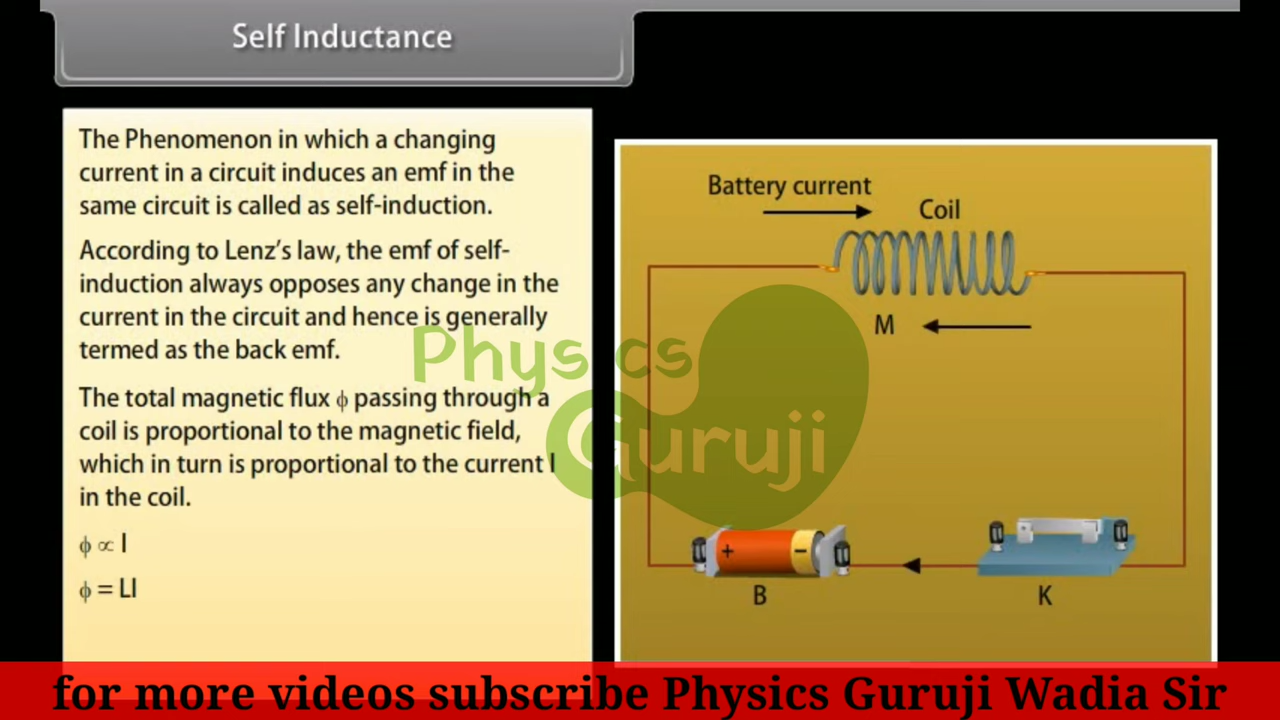 Self Inductance
The Phenomenon in which a changing
current in a circuit induces an emf in the
same circuit is called as self-induction.
According to Lenz's law, the emf of self-
induction always opposes any change in the
current in the circuit and hence is generally
termed as the back emf.
The total magnetic flux ϕ passing through a
coil is proportional to the magnetic field,
which in turn is proportional to the current I
in the coil.
ϕ ∝ I
ϕ = LI
Battery current
Coil
M
+ −
B
K
Physics
Guruji
for more videos subscribe Physics Guruji Wadia Sir